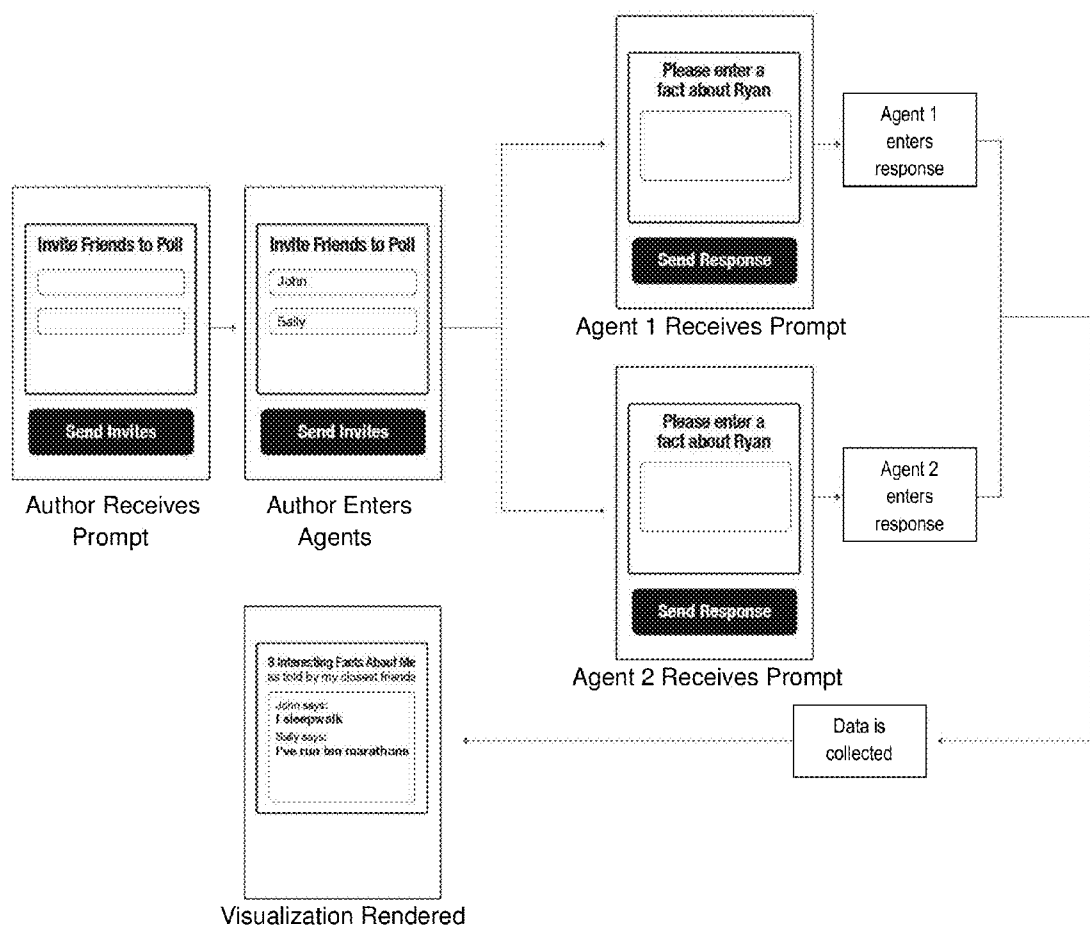 Invite Friends to Poll
Send Invites
Author Receives
Prompt
Invite Friends to Poll
John
Sally
Send Invites
Author Enters
Agents
Please enter a
fact about Ryan
Send Response
Agent 1 Receives Prompt
Agent 1
enters
response
Please enter a
fact about Ryan
Send Response
Agent 2 Receives Prompt
Agent 2
enters
response
Data is
collected
Interesting Facts About Me
as told by my closest friends
John says:
I sleepwalk
Sally says:
I've run ten marathons
Visualization Rendered